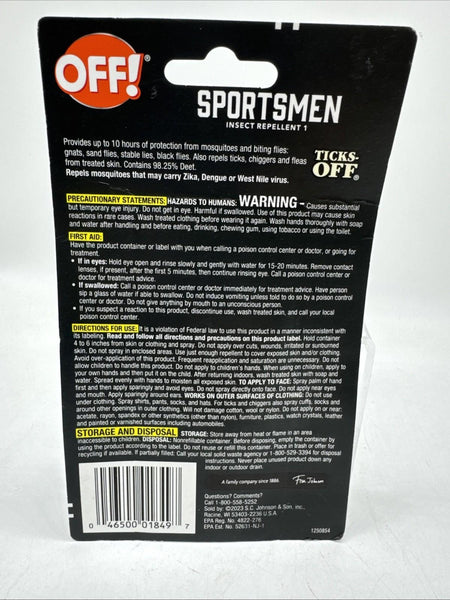 OFF!®
SPORTSMEN
INSECT REPELLENT 1
Provides up to 10 hours of protection from mosquitoes and biting flies:
gnats, sand flies, stable lies, black flies. Also repels ticks, chiggers and fleas
from treated skin. Contains 98.25% Deet.
Repels mosquitoes that may carry Zika, Dengue or West Nile virus.
TICKS-
OFF®
PRECAUTIONARY STATEMENTS: HAZARDS TO HUMANS: WARNING – Causes substantial
but temporary eye injury. Do not get in eye. Harmful if swallowed. Use of this product may cause skin
reactions in rare cases. Wash treated clothing before wearing it again. Wash hands thoroughly with soap
and water after handling and before eating, drinking, chewing gum, using tobacco or using the toilet.
FIRST AID:
Have the product container or label with you when calling a poison control center or doctor, or going for
treatment.
• If in eyes: Hold eye open and rinse slowly and gently with water for 15-20 minutes. Remove contact
lenses, if present, after the first 5 minutes, then continue rinsing eye. Call a poison control center or
doctor for treatment advice.
• If swallowed: Call a poison control center or doctor immediately for treatment advice. Have person
sip a glass of water if able to swallow. Do not induce vomiting unless told to do so by a poison control
center or doctor. Do not give anything by mouth to an unconscious person.
• If you suspect a reaction to this product, discontinue use, wash treated skin, and call your local
poison control center.
DIRECTIONS FOR USE: It is a violation of Federal law to use this product in a manner inconsistent with
its labeling. Read and follow all directions and precautions on this product label. Hold container
4 to 6 inches from skin or clothing and spray. Do not apply over cuts, wounds, irritated or sunburned
skin. Do not spray in enclosed areas. Use just enough repellent to cover exposed skin and/or clothing.
Avoid over-application of this product. Frequent reapplication and saturation are unnecessary. Do not
allow children to handle this product. Do not apply to children's hands. When using on children, apply to
your own hands and then put it on the child. After returning indoors, wash treated skin with soap and
water. Spread evenly with hands to moisten all exposed skin. TO APPLY TO FACE: Spray palm of hand
first and then apply sparingly and avoid eyes. Do not spray directly onto face. Do not apply near eyes
and mouth. Apply sparingly around ears. WORKS ON OUTER SURFACES OF CLOTHING: Do not use
under clothing. Spray shirts, pants, socks, and hats. For ticks and chiggers also spray cuffs, socks and
around other openings in outer clothing. Will not damage cotton, wool or nylon. Do not apply on or near:
acetate, rayon, spandex or other synthetics (other than nylon), furniture, plastics, watch crystals, leather
and painted or varnished surfaces including automobiles.
STORAGE AND DISPOSAL STORAGE: Store away from heat or flame in an area
inaccessible to children. DISPOSAL: Nonrefillable container. Before disposing, empty the container by
using the product according to the label. Do not reuse or refill this container. Place in trash or offer for
recycling if available. If partially filled: Call your local solid waste agency or 1-800-529-3394 for disposal
instructions. Never place unused product down any
indoor or outdoor drain.
A family company since 1886.
Fisk Johnson
Questions? Comments?
Call 1-800-558-5252
Sold by ©2023 S.C. Johnson & Son, inc.,
Racine, WI 53403-2236 U.S.A.
EPA Reg. No. 4822-276
EPA Est. No. 52631-NJ-1
0 46500 01849 7
1250854